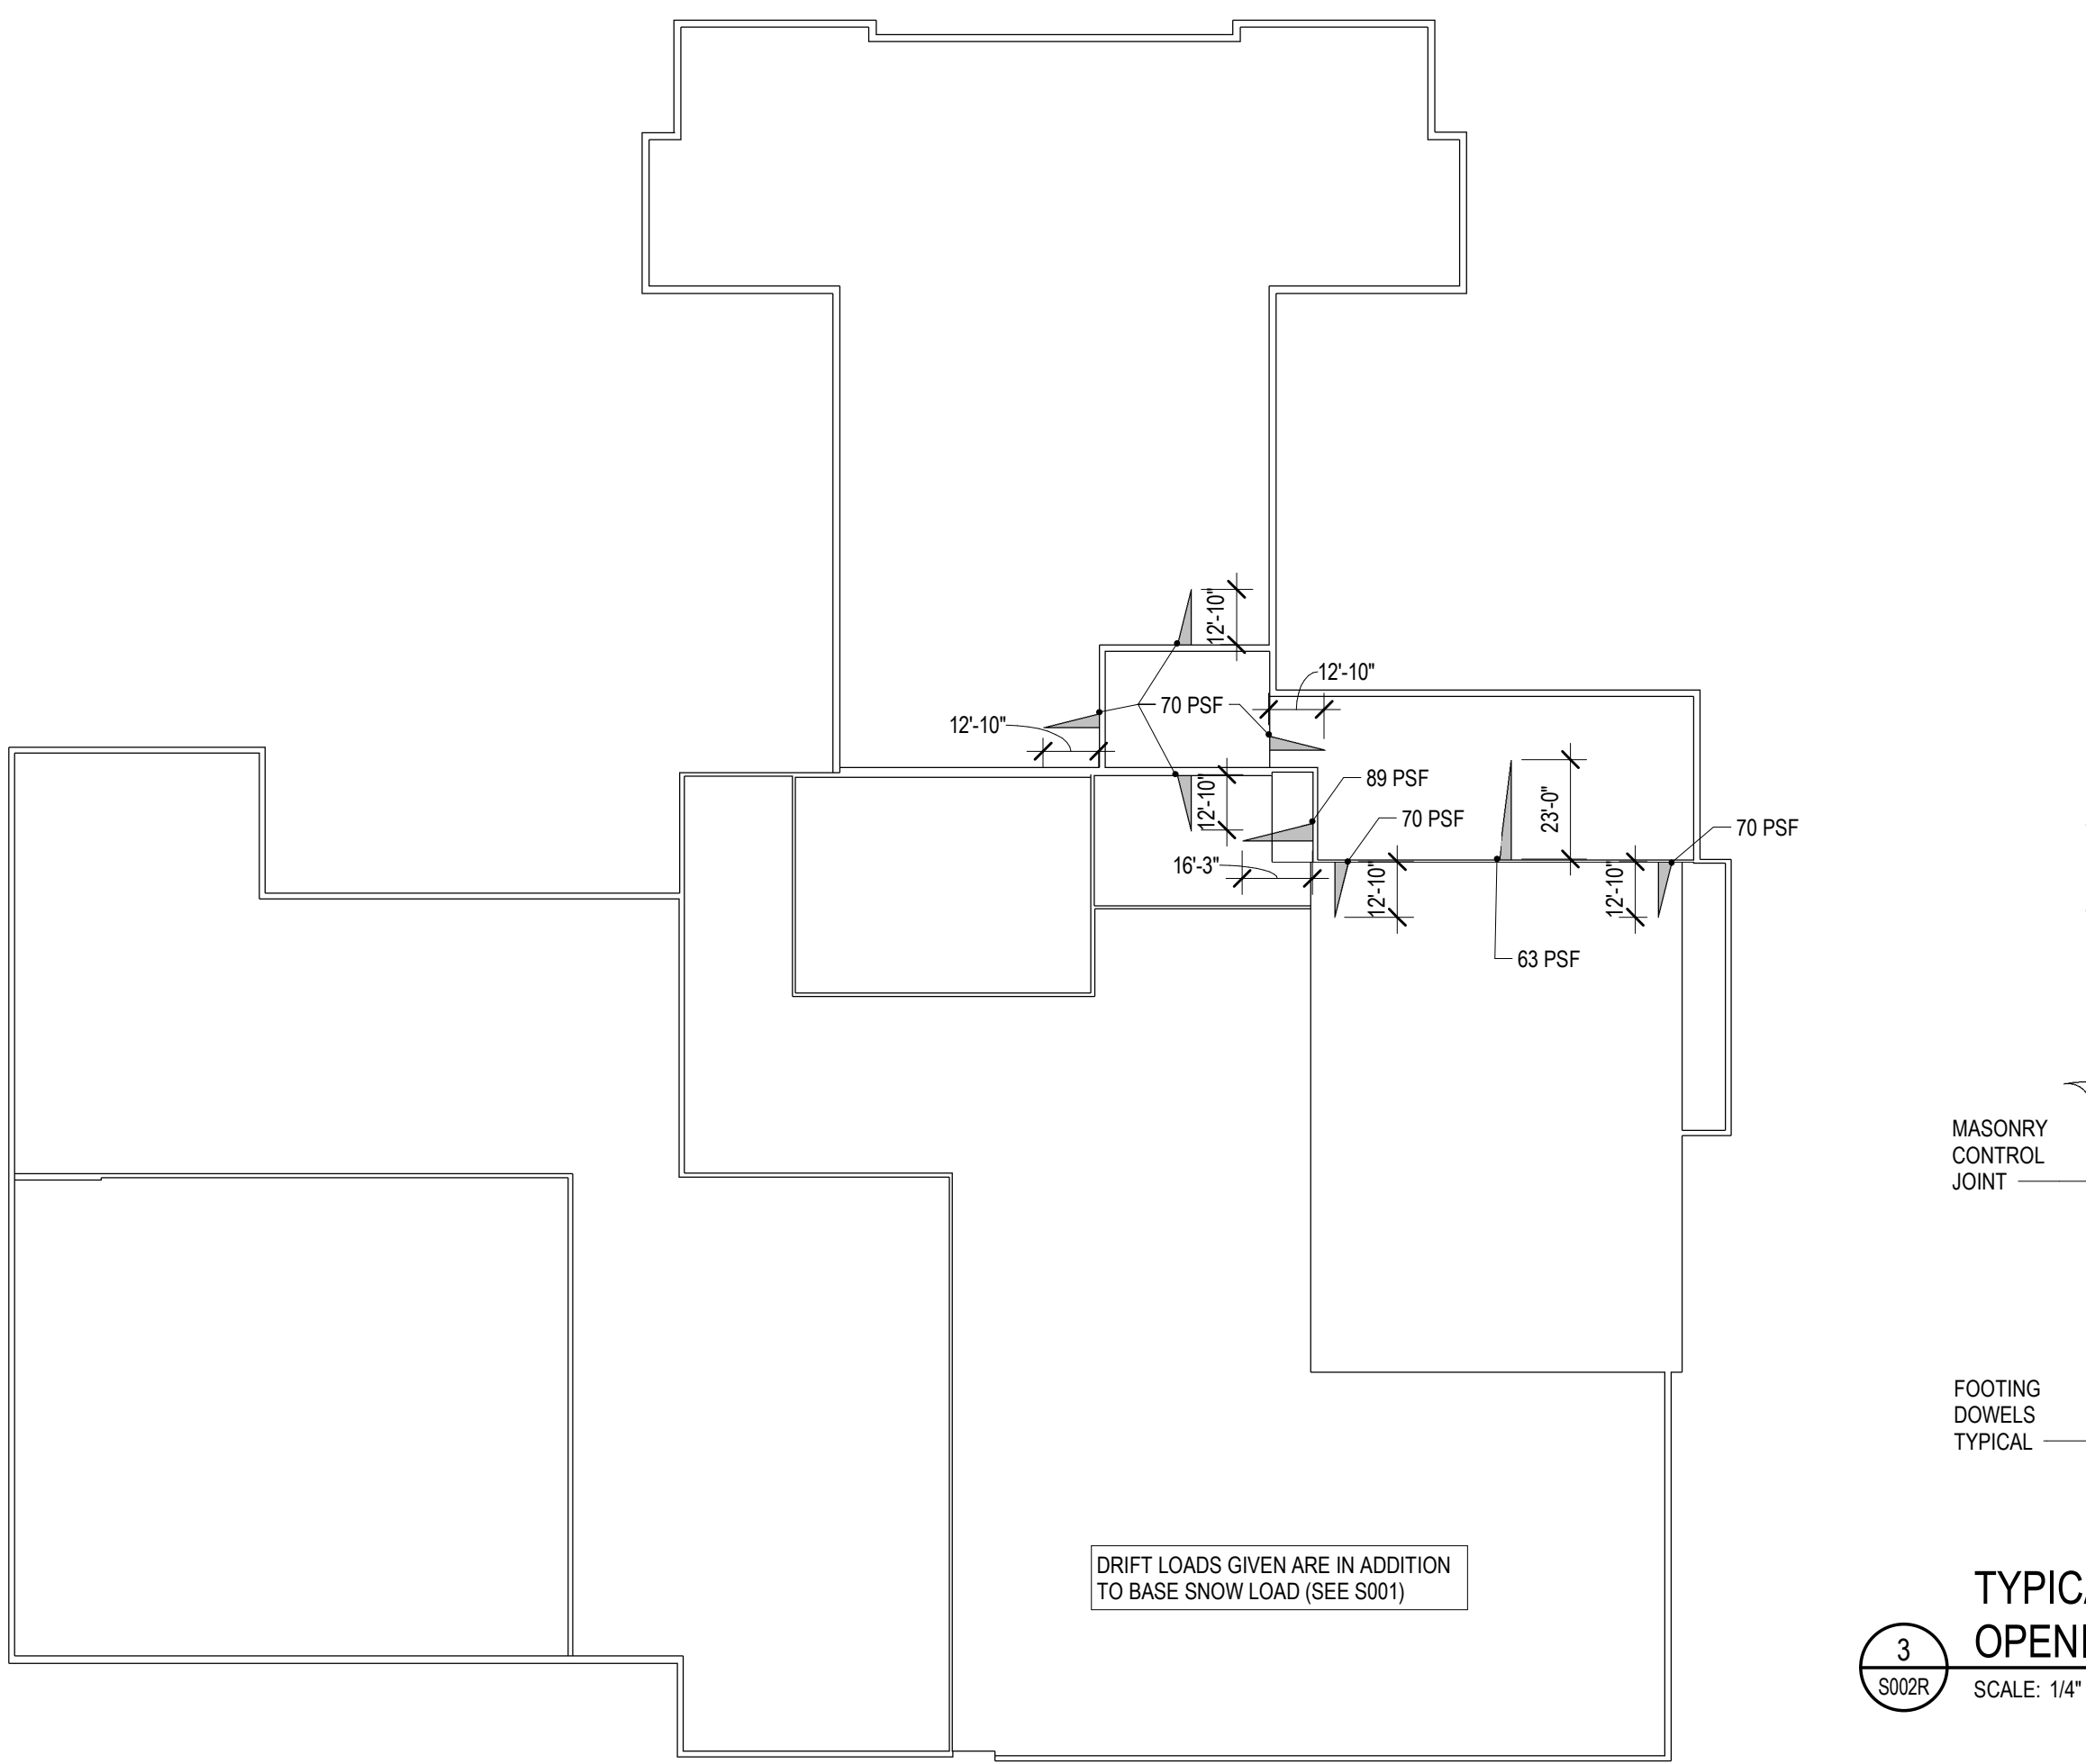 12'-10"
12'-10"
70 PSF
12'-10"
12'-10"
89 PSF
23'-0"
70 PSF
70 PSF
16'-3"
12'-10"
12'-10"
63 PSF
MASONRY
CONTROL
JOINT
FOOTING
DOWELS
TYPICAL
DRIFT LOADS GIVEN ARE IN ADDITION
TO BASE SNOW LOAD (SEE S001)
3
S002R
TYPICA
OPENI
SCALE: 1/4"